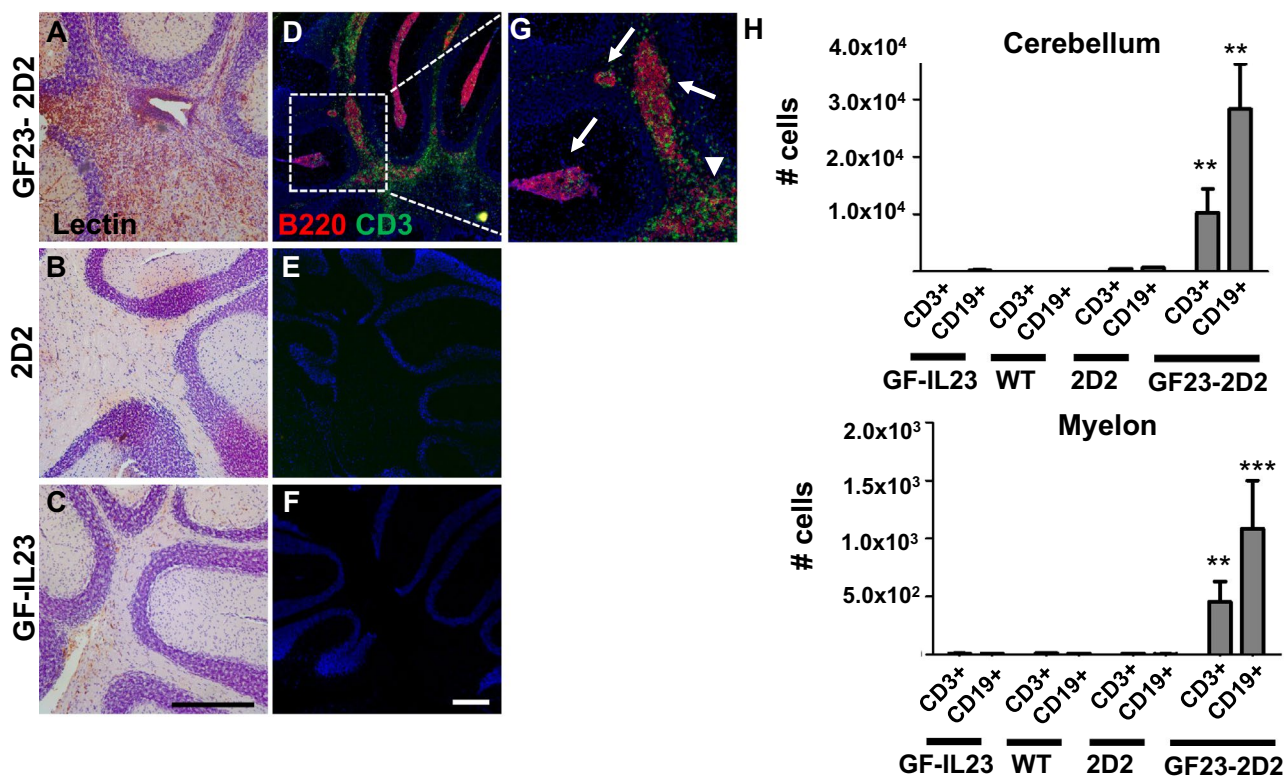 A
D
G
H
GF23- 2D2
Lectin
B220 CD3
B
E
2D2
C
F
GF-IL23
Cerebellum
# cells
4.0x10⁴
3.0x10⁴
2.0x10⁴
1.0x10⁴
**
**
CD3+
CD19+
CD3+
CD19+
CD3+
CD19+
CD3+
CD19+
GF-IL23 WT 2D2 GF23-2D2
Myelon
# cells
2.0x10³
1.5x10³
1.0x10³
5.0x10²
**
***
CD3+
CD19+
CD3+
CD19+
CD3+
CD19+
CD3+
CD19+
GF-IL23 WT 2D2 GF23-2D2